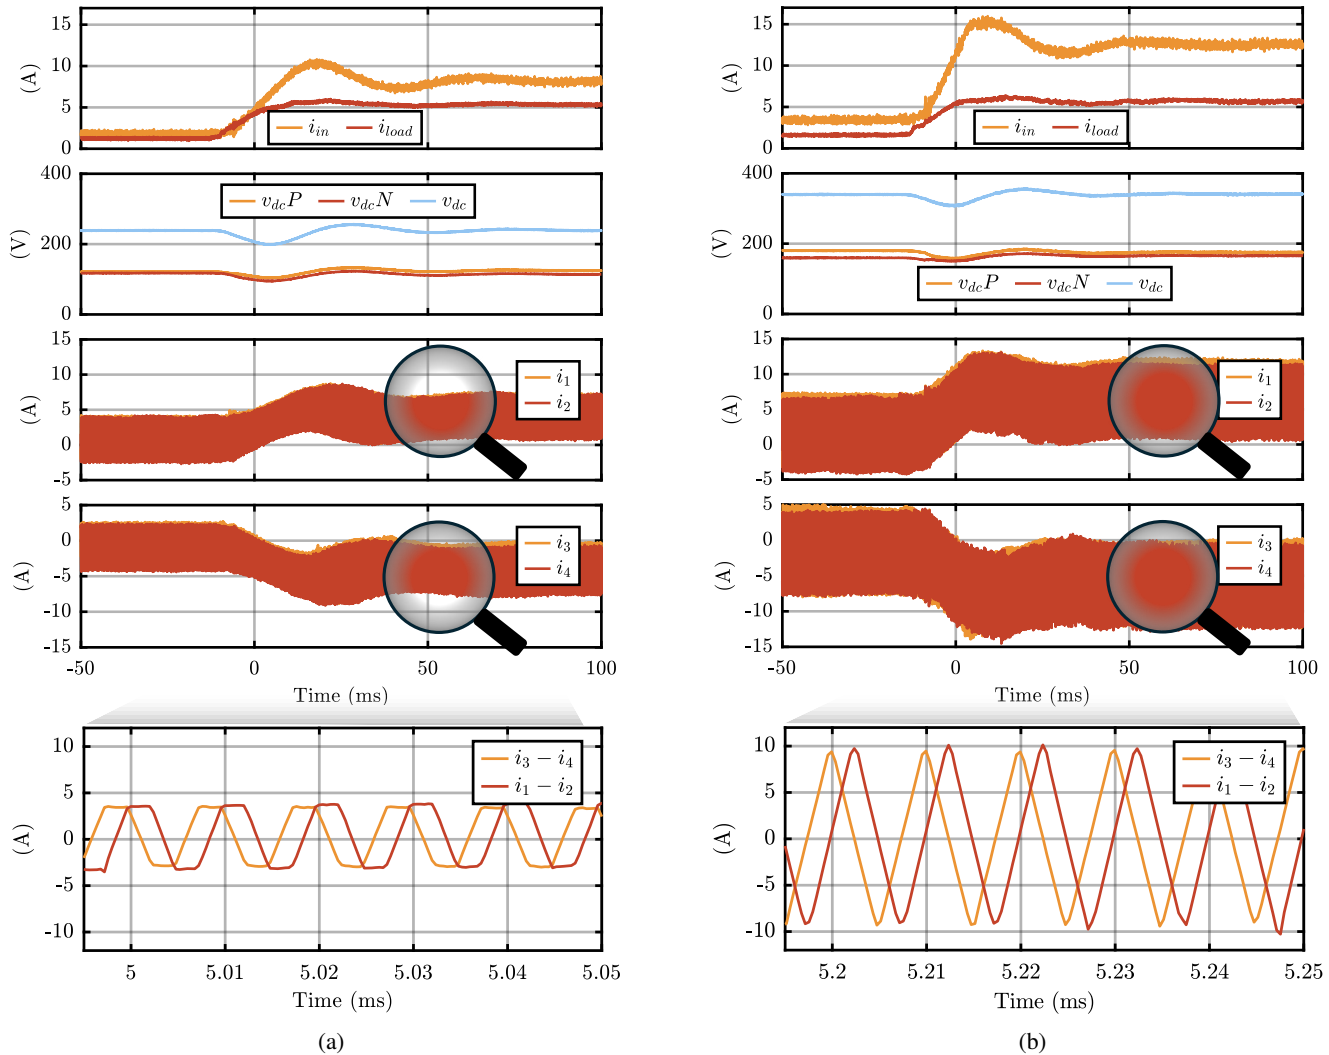 15
10
5
0
(A)
i_in i_load
400
200
0
(V)
v_dcP v_dcN v_dc
15
10
5
0
-5
(A)
i_1
i_2
5
0
-5
-10
-15
(A)
i_3
i_4
-50 0 50 100
Time (ms)
10
5
0
-5
-10
(A)
i_3 − i_4
i_1 − i_2
5 5.01 5.02 5.03 5.04 5.05
Time (ms)
(a)
15
10
5
0
(A)
i_in i_load
400
200
0
(V)
v_dcP v_dcN v_dc
15
10
5
0
-5
(A)
i_1
i_2
5
0
-5
-10
-15
(A)
i_3
i_4
-50 0 50 100
Time (ms)
10
5
0
-5
-10
(A)
i_3 − i_4
i_1 − i_2
5.2 5.21 5.22 5.23 5.24 5.25
Time (ms)
(b)